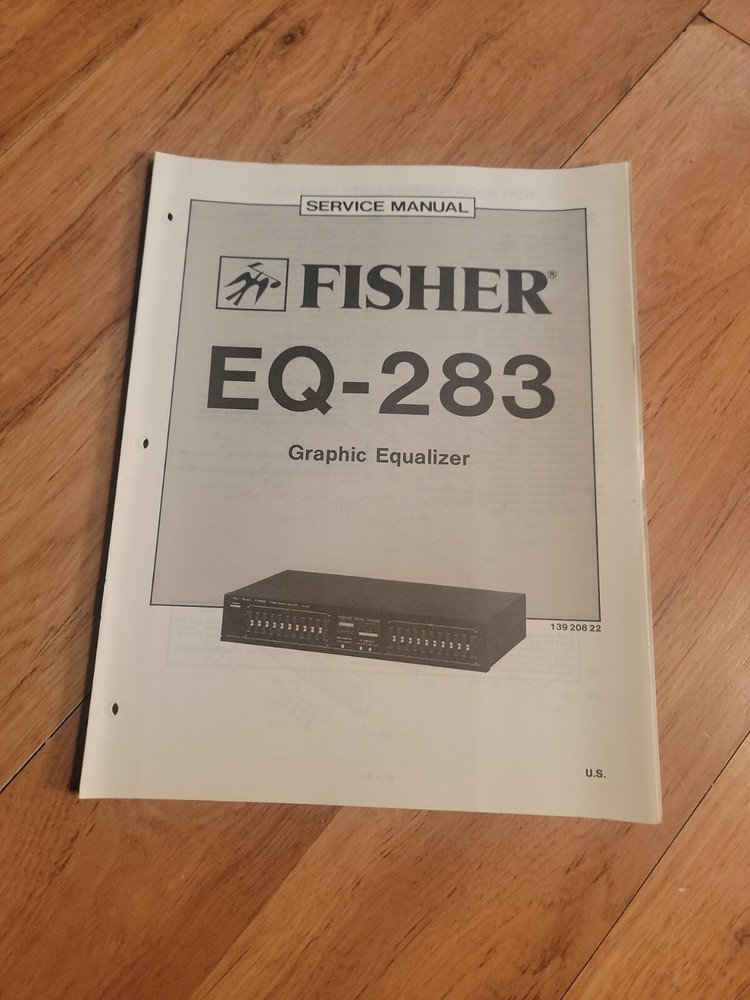 SERVICE MANUAL
FISHER®
EQ-283
Graphic Equalizer
139 208 22
U.S.